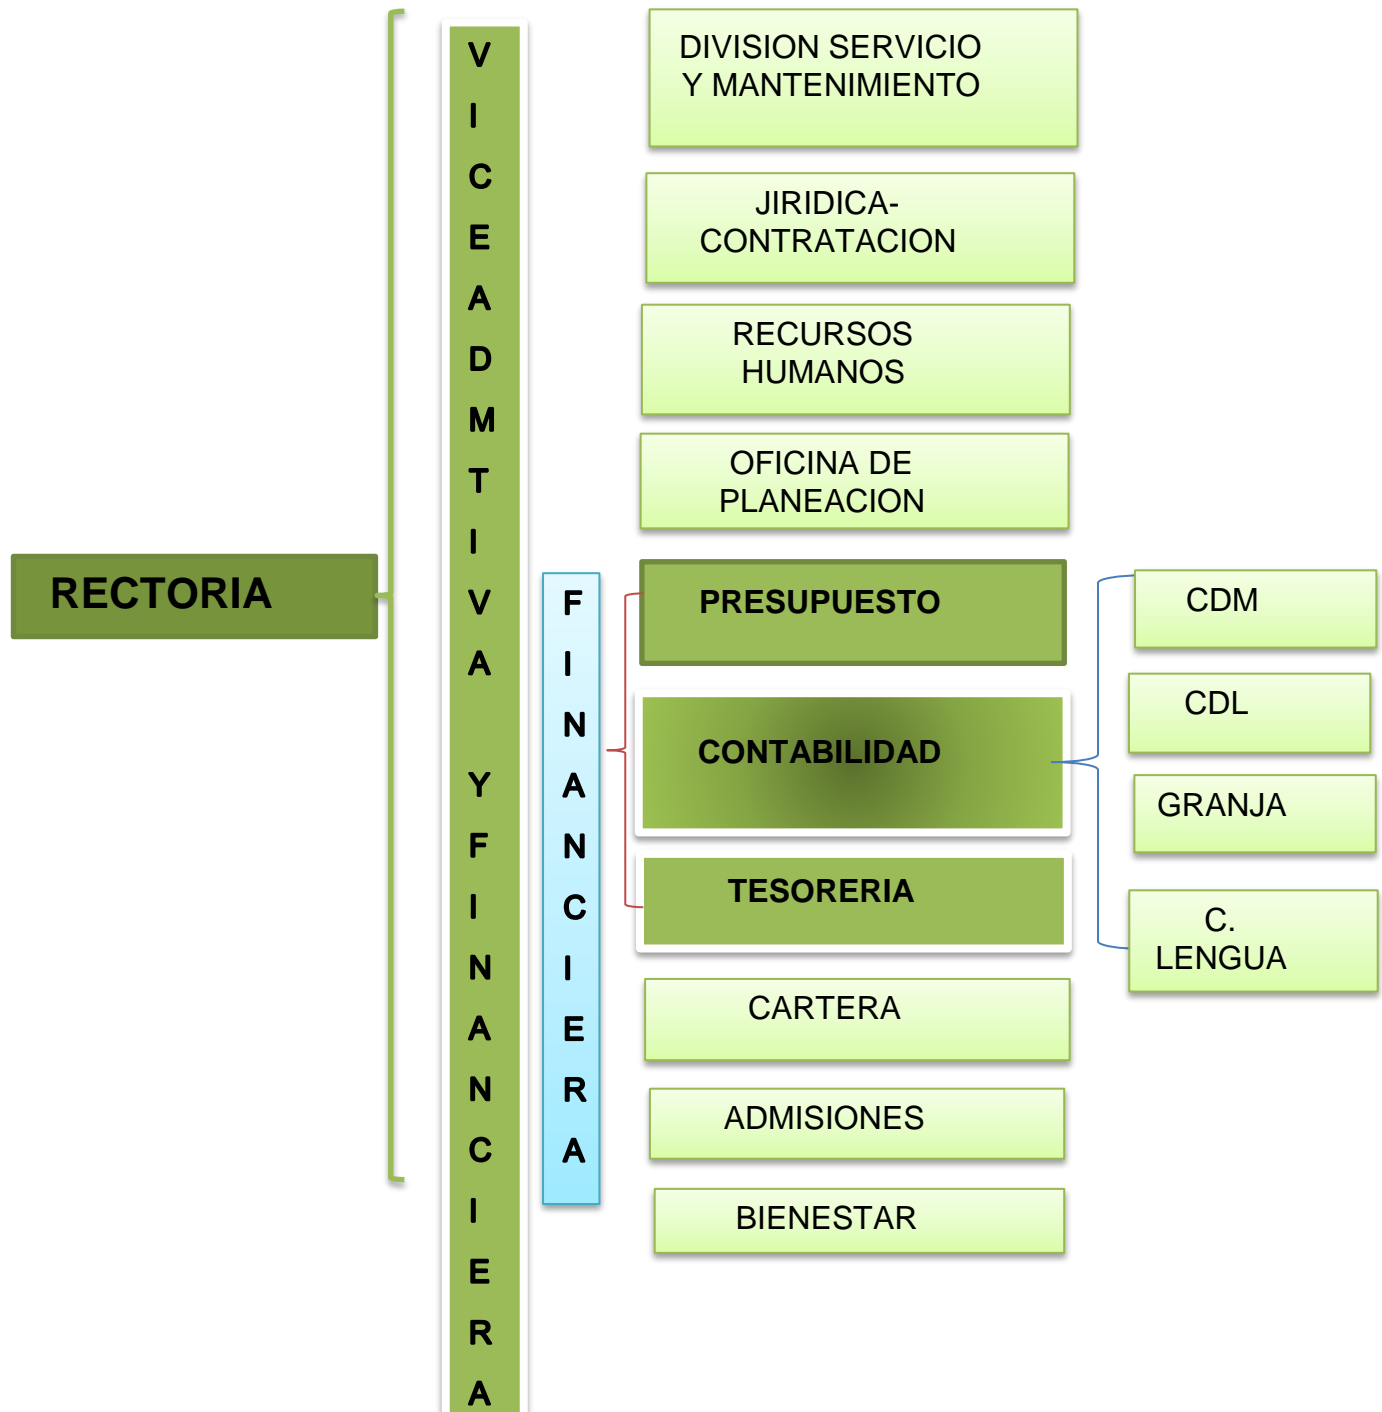 RECTORIA
VICEADMTIVA YFINANCIERA
FINANCIERA
DIVISION SERVICIO
Y MANTENIMIENTO
JIRIDICA-
CONTRATACION
RECURSOS
HUMANOS
OFICINA DE
PLANEACION
PRESUPUESTO
CONTABILIDAD
TESORERIA
CARTERA
ADMISIONES
BIENESTAR
CDM
CDL
GRANJA
C.
LENGUA